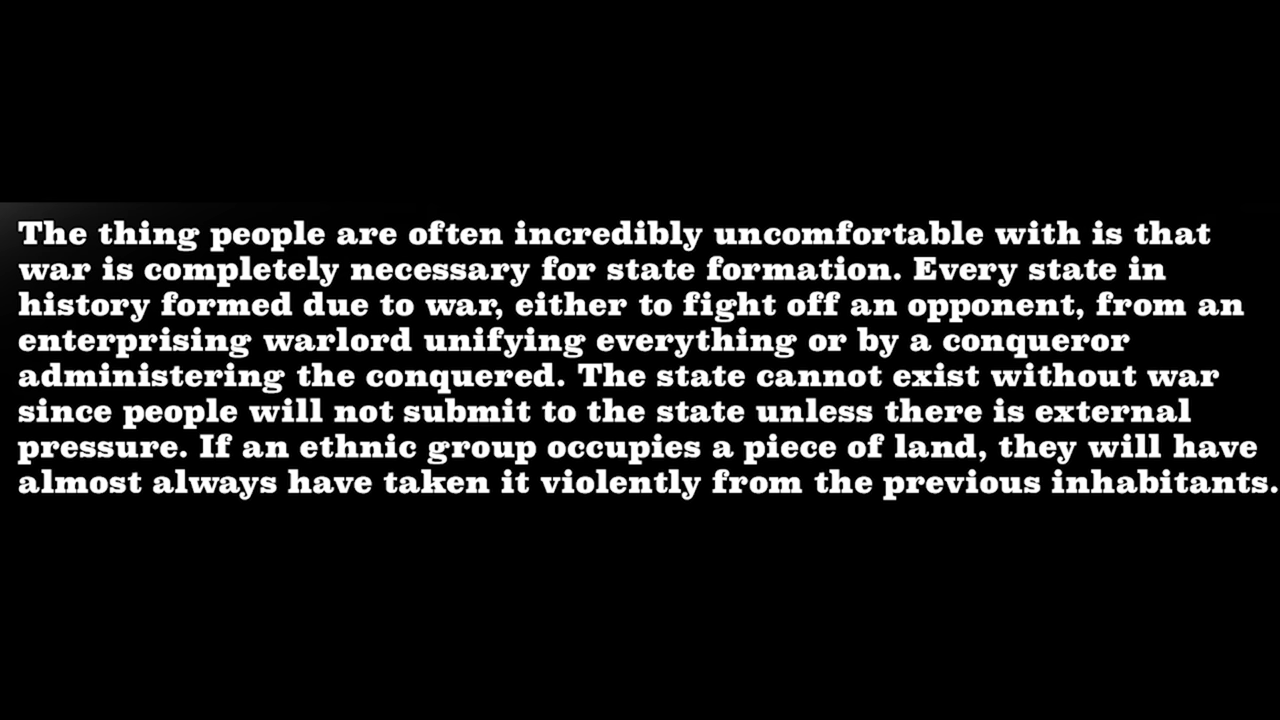 The thing people are often incredibly uncomfortable with is that
war is completely necessary for state formation. Every state in
history formed due to war, either to fight off an opponent, from an
enterprising warlord unifying everything or by a conqueror
administering the conquered. The state cannot exist without war
since people will not submit to the state unless there is external
pressure. If an ethnic group occupies a piece of land, they will have
almost always have taken it violently from the previous inhabitants.